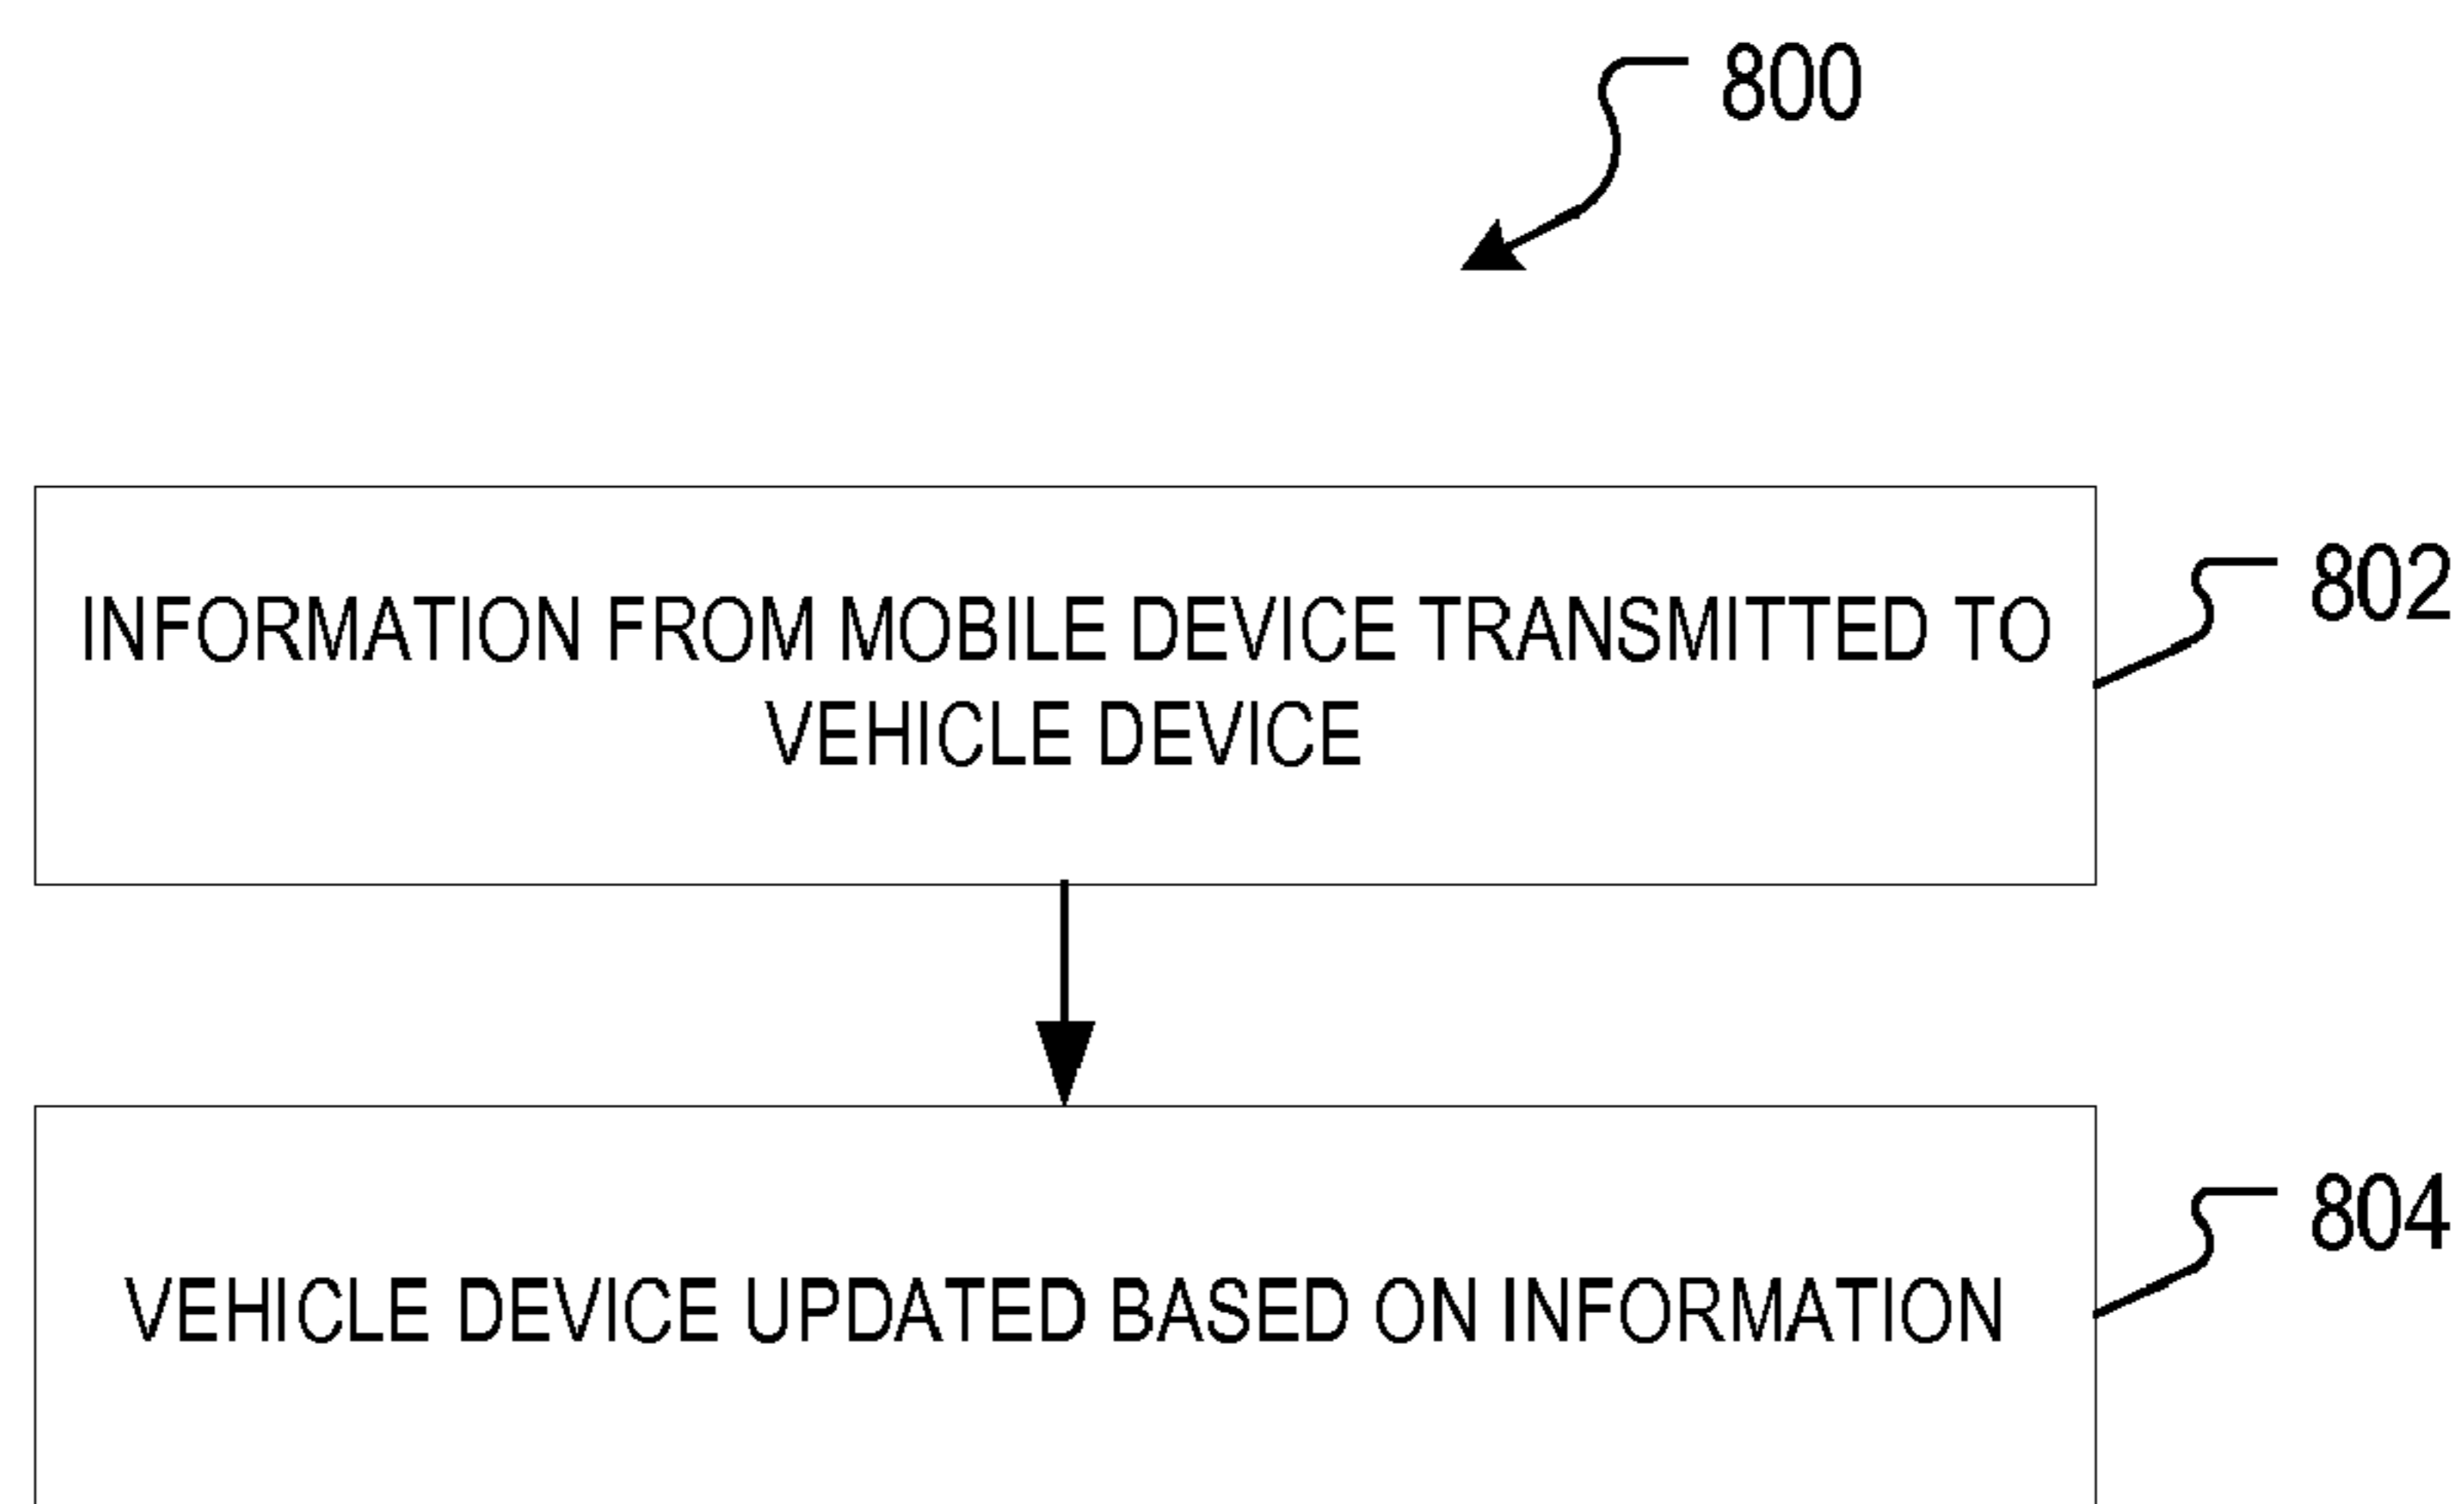 800
INFORMATION FROM MOBILE DEVICE TRANSMITTED TO
VEHICLE DEVICE
802
VEHICLE DEVICE UPDATED BASED ON INFORMATION
804